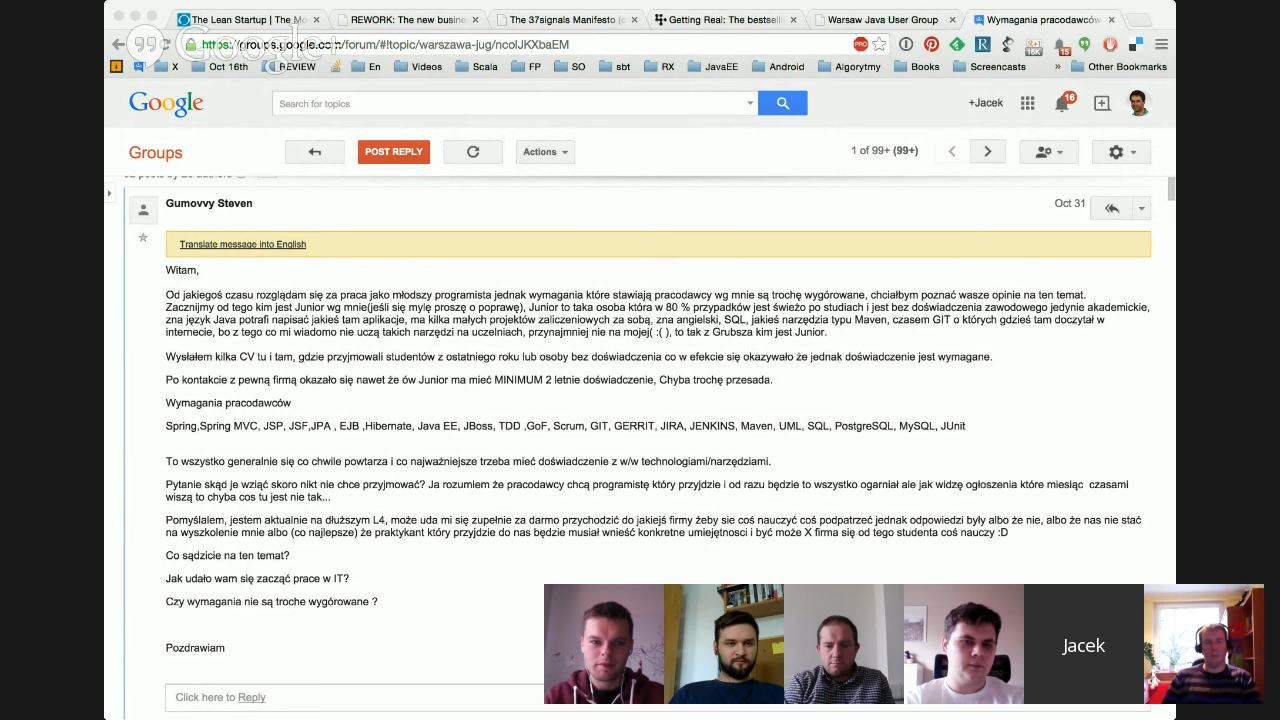 The Lean Startup | The Mo
REWORK: The new busine
The 37signals Manifesto (c
Getting Real: The bestselli
Warsaw Java User Group
Wymagania pracodawców
Google+
https://groups.google.com/forum/#!topic/warszawa-jug/ncolJKXbaEM
X
Oct 16th
REVIEW
En
Videos
Scala
FP
SO
sbt
RX
JavaEE
Android
Algorytmy
Books
Screencasts
»
Other Bookmarks
Google
Search for topics
+Jacek
16
Groups
POST REPLY
Actions
1 of 99+ (99+)
Gumovvy Steven
Oct 31
Translate message into English
Witam,
Od jakiegoś czasu rozglądam się za praca jako młodszy programista jednak wymagania które stawiają pracodawcy wg mnie są trochę wygórowane, chciałbym poznać wasze opinie na ten temat.
Zacznijmy od tego kim jest Junior wg mnie(jeśli się mylę proszę o poprawę), Junior to taka osoba która w 80 % przypadków jest świeżo po studiach i jest bez doświadczenia zawodowego jedynie akademickie,
zna język Java potrafi napisać jakieś tam aplikacje, ma kilka małych projektów zaliczeniowych za sobą, zna angielski, SQL, jakieś narzędzia typu Maven, czasem GIT o których gdzieś tam doczytał w
internecie, bo z tego co mi wiadomo nie uczą takich narzędzi na uczelniach, przynajmniej nie na mojej( :( ), to tak z Grubsza kim jest Junior.
Wysłałem kilka CV tu i tam, gdzie przyjmowali studentów z ostatniego roku lub osoby bez doświadczenia co w efekcie się okazywało że jednak doświadczenie jest wymagane.
Po kontakcie z pewną firmą okazało się nawet że ów Junior ma mieć MINIMUM 2 letnie doświadczenie, Chyba trochę przesada.
Wymagania pracodawców
Spring,Spring MVC, JSP, JSF,JPA , EJB ,Hibernate, Java EE, JBoss, TDD ,GoF, Scrum, GIT, GERRIT, JIRA, JENKINS, Maven, UML, SQL, PostgreSQL, MySQL, JUnit
To wszystko generalnie się co chwile powtarza i co najważniejsze trzeba mieć doświadczenie z w/w technologiami/narzędziami.
Pytanie skąd je wziąć skoro nikt nie chce przyjmować? Ja rozumiem że pracodawcy chcą programistę który przyjdzie i od razu będzie to wszystko ogarniał ale jak widzę ogłoszenia które miesiąc czasami
wiszą to chyba cos tu jest nie tak...
Pomyślałem, jestem aktualnie na dłuższym L4, może uda mi się zupełnie za darmo przychodzić do jakiejś firmy żeby sie coś nauczyć coś podpatrzeć jednak odpowiedzi były albo że nie, albo że nas nie stać
na wyszkolenie mnie albo (co najlepsze) że praktykant który przyjdzie do nas będzie musiał wnieść konkretne umiejętnosci i być może X firma się od tego studenta coś nauczy :D
Co sądzicie na ten temat?
Jak udało wam się zacząć prace w IT?
Czy wymagania nie są troche wygórowane ?
Pozdrawiam
Click here to Reply
Jacek